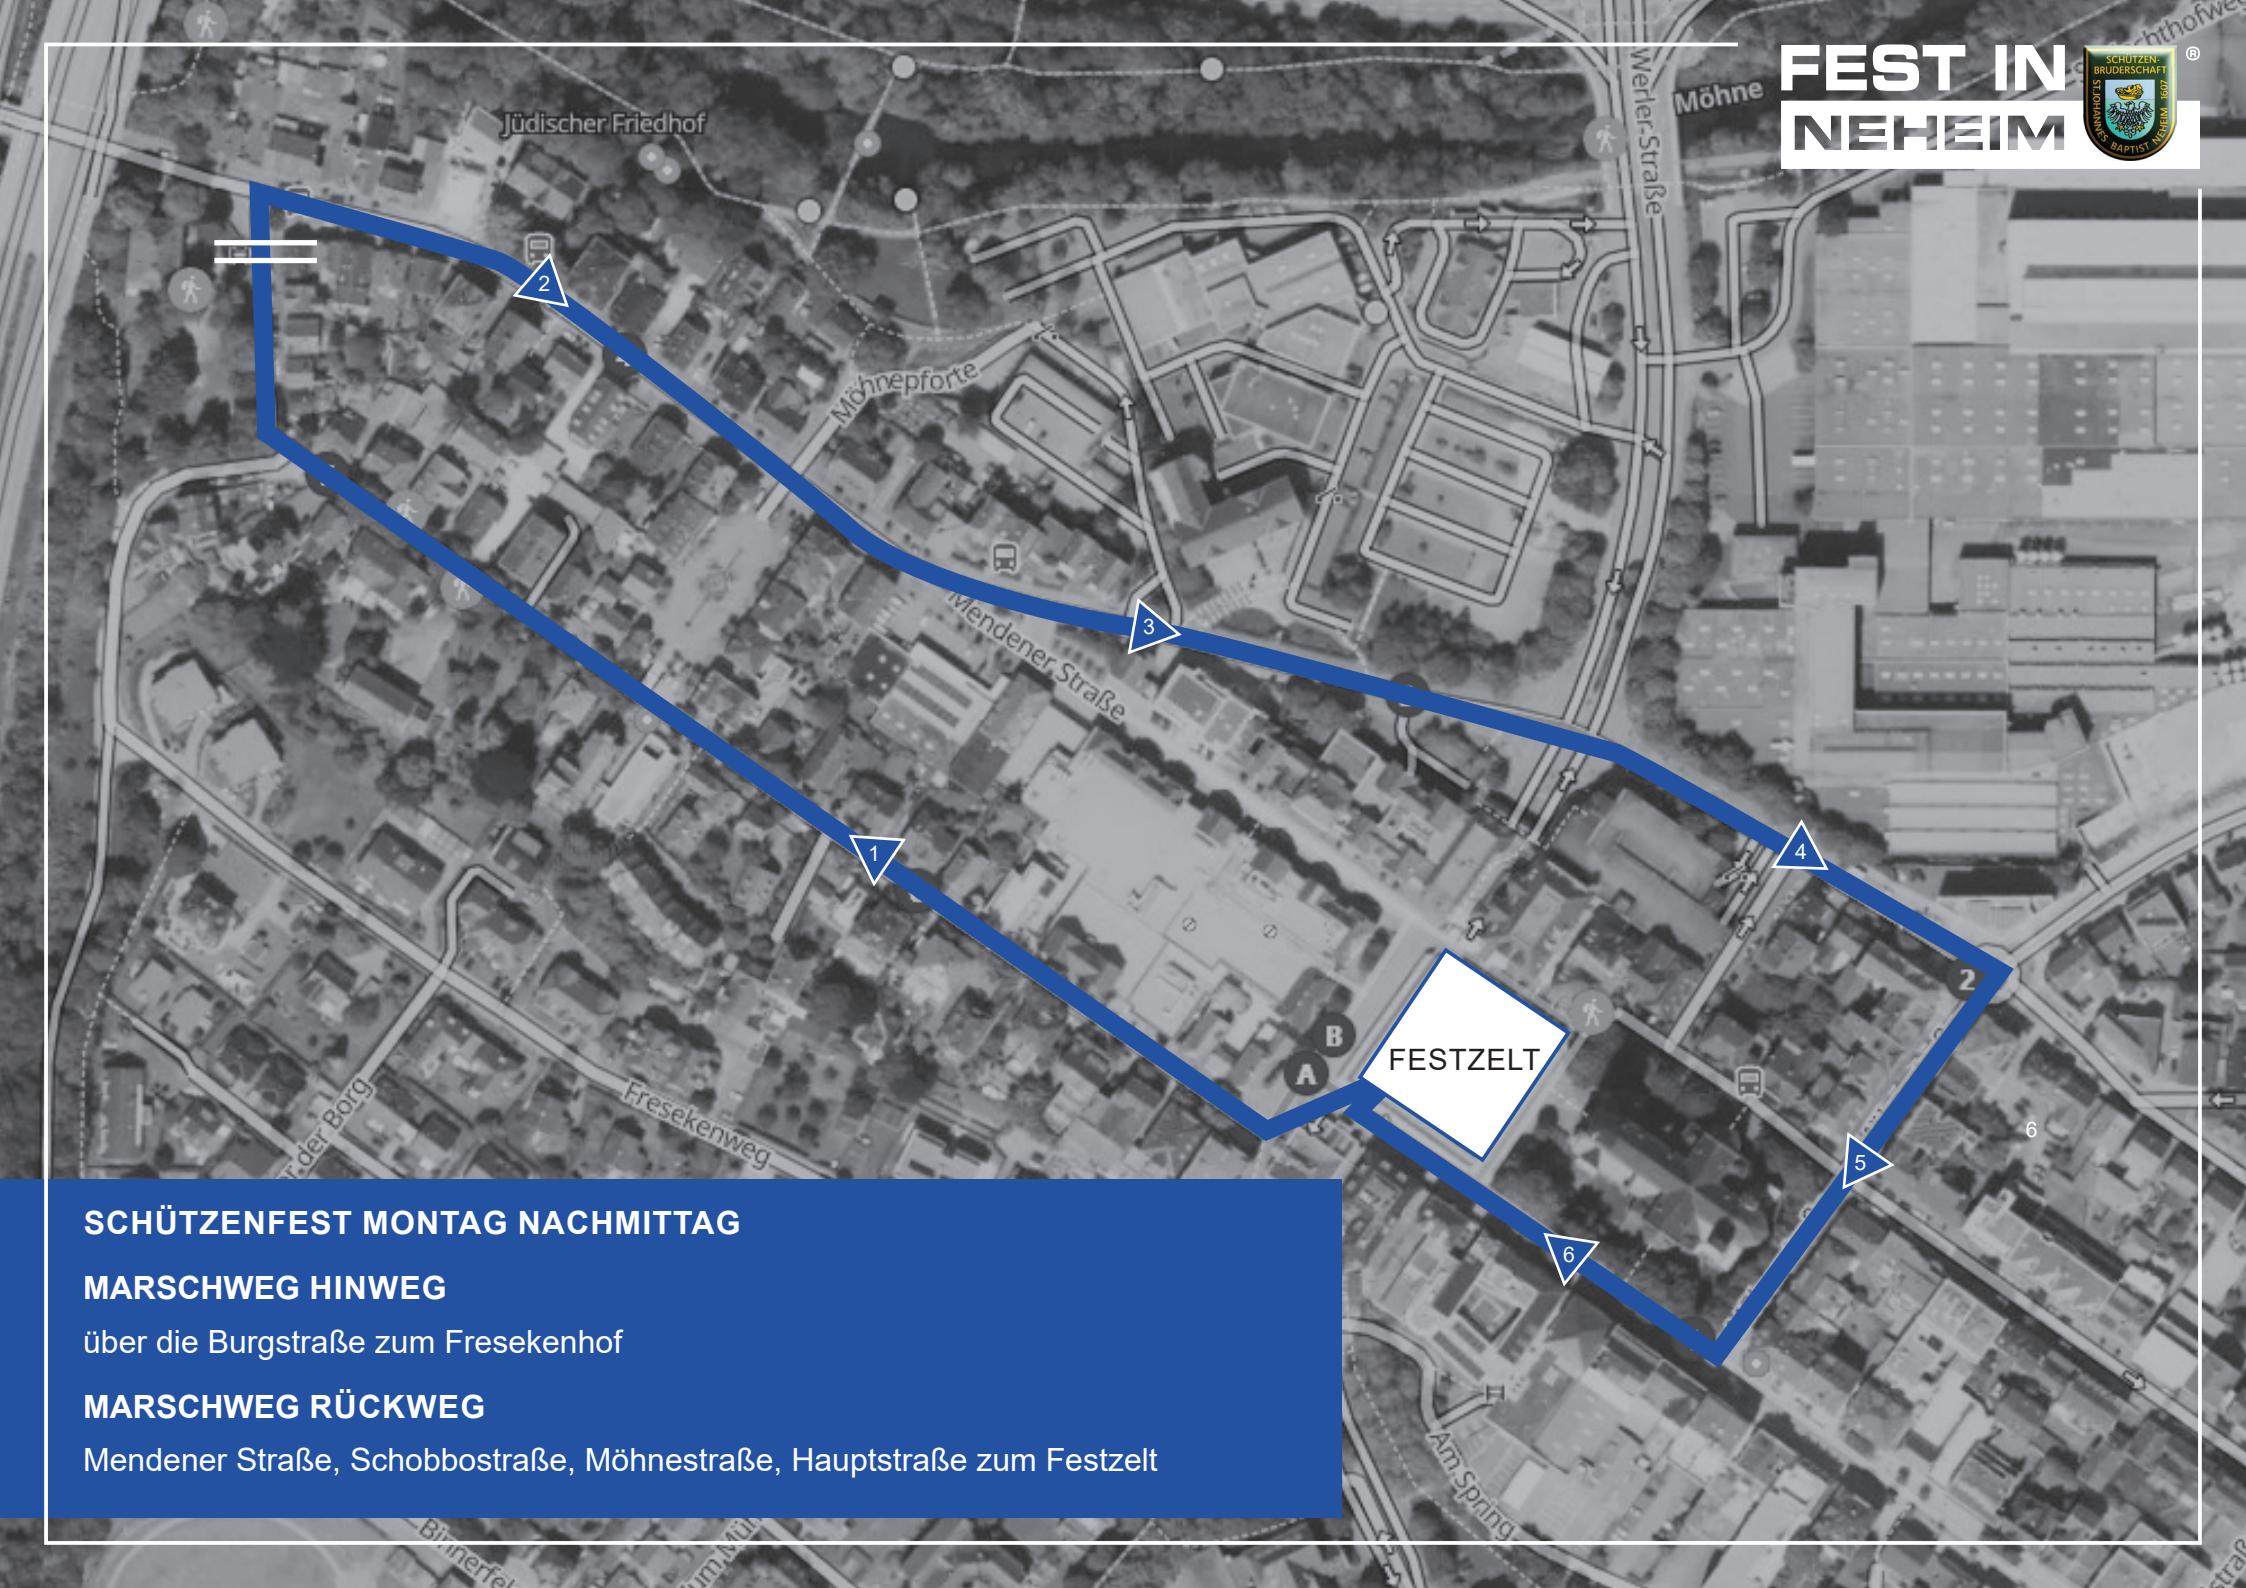 FEST IN
NEHEIM
®
SCHÜTZEN-
BRUDERSCHAFT
ST. JOHANNES BAPTIST NEHEIM 1607
Jüdischer Friedhof
Werler-Straße
Möhne
2
Möhnepforte
3
Mendener Straße
1
4
2
B
A
FESTZELT
6
5
6
Fresekenweg
der Borg
SCHÜTZENFEST MONTAG NACHMITTAG
MARSCHWEG HINWEG
über die Burgstraße zum Fresekenhof
MARSCHWEG RÜCKWEG
Mendener Straße, Schobbostraße, Möhnestraße, Hauptstraße zum Festzelt
Am Spring